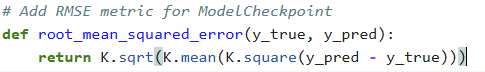 # Add RMSE metric for ModelCheckpoint
def root_mean_squared_error(y_true, y_pred):
    return K.sqrt(K.mean(K.square(y_pred - y_true)))